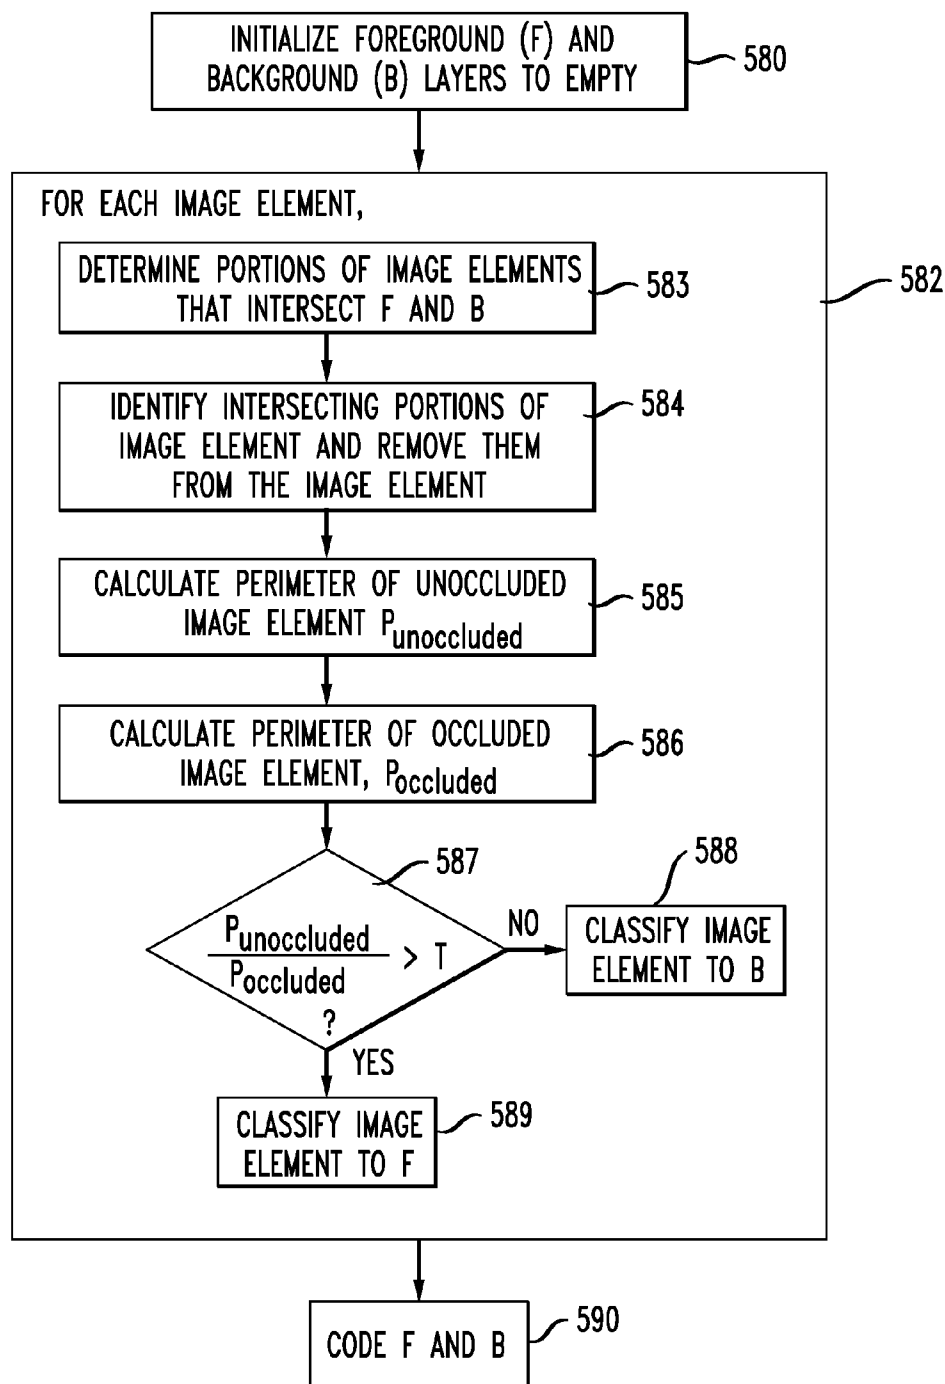 INITIALIZE FOREGROUND (F) AND
BACKGROUND (B) LAYERS TO EMPTY
580
FOR EACH IMAGE ELEMENT,
582
DETERMINE PORTIONS OF IMAGE ELEMENTS
THAT INTERSECT F AND B
583
IDENTIFY INTERSECTING PORTIONS OF
IMAGE ELEMENT AND REMOVE THEM
FROM THE IMAGE ELEMENT
584
CALCULATE PERIMETER OF UNOCCLUDED
IMAGE ELEMENT Punoccluded
585
CALCULATE PERIMETER OF OCCLUDED
IMAGE ELEMENT, Poccluded
586
587
Punoccluded
Poccluded
> T
?
NO
YES
588
CLASSIFY IMAGE
ELEMENT TO B
589
CLASSIFY IMAGE
ELEMENT TO F
CODE F AND B
590